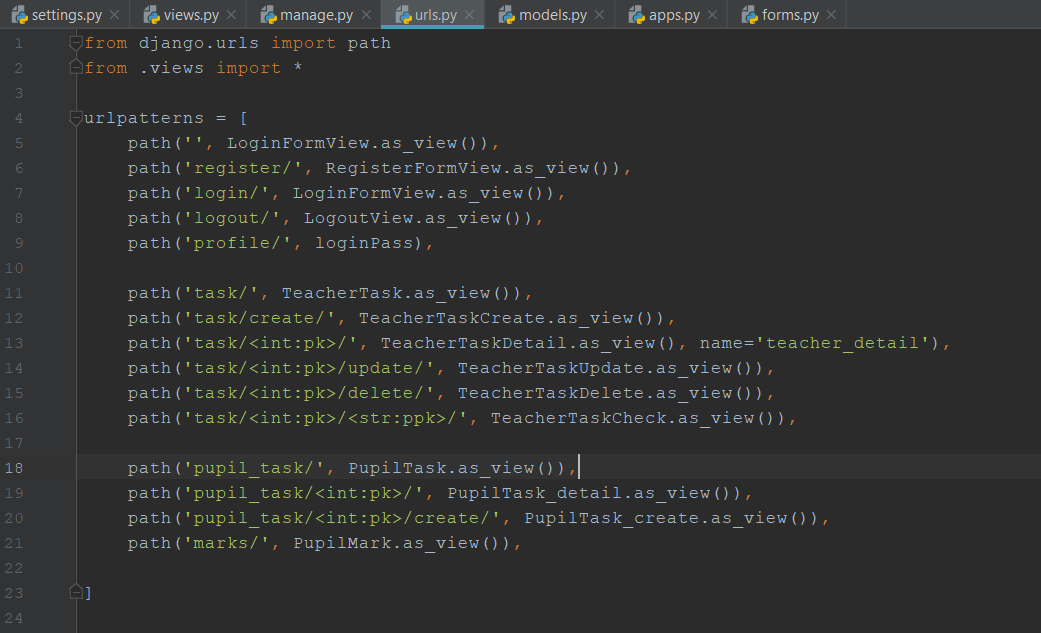 settings.py views.py manage.py urls.py models.py apps.py forms.py
1 from django.urls import path
2 from .views import *
3
4 urlpatterns = [
5 path('', LoginFormView.as_view()),
6 path('register/', RegisterFormView.as_view()),
7 path('login/', LoginFormView.as_view()),
8 path('logout/', LogoutView.as_view()),
9 path('profile/', loginPass),
10
11 path('task/', TeacherTask.as_view()),
12 path('task/create/', TeacherTaskCreate.as_view()),
13 path('task/<int:pk>/', TeacherTaskDetail.as_view(), name='teacher_detail'),
14 path('task/<int:pk>/update/', TeacherTaskUpdate.as_view()),
15 path('task/<int:pk>/delete/', TeacherTaskDelete.as_view()),
16 path('task/<int:pk>/<str:ppk>/', TeacherTaskCheck.as_view()),
17
18 path('pupil_task/', PupilTask.as_view()),
19 path('pupil_task/<int:pk>/', PupilTask_detail.as_view()),
20 path('pupil_task/<int:pk>/create/', PupilTask_create.as_view()),
21 path('marks/', PupilMark.as_view()),
22
23 ]
24